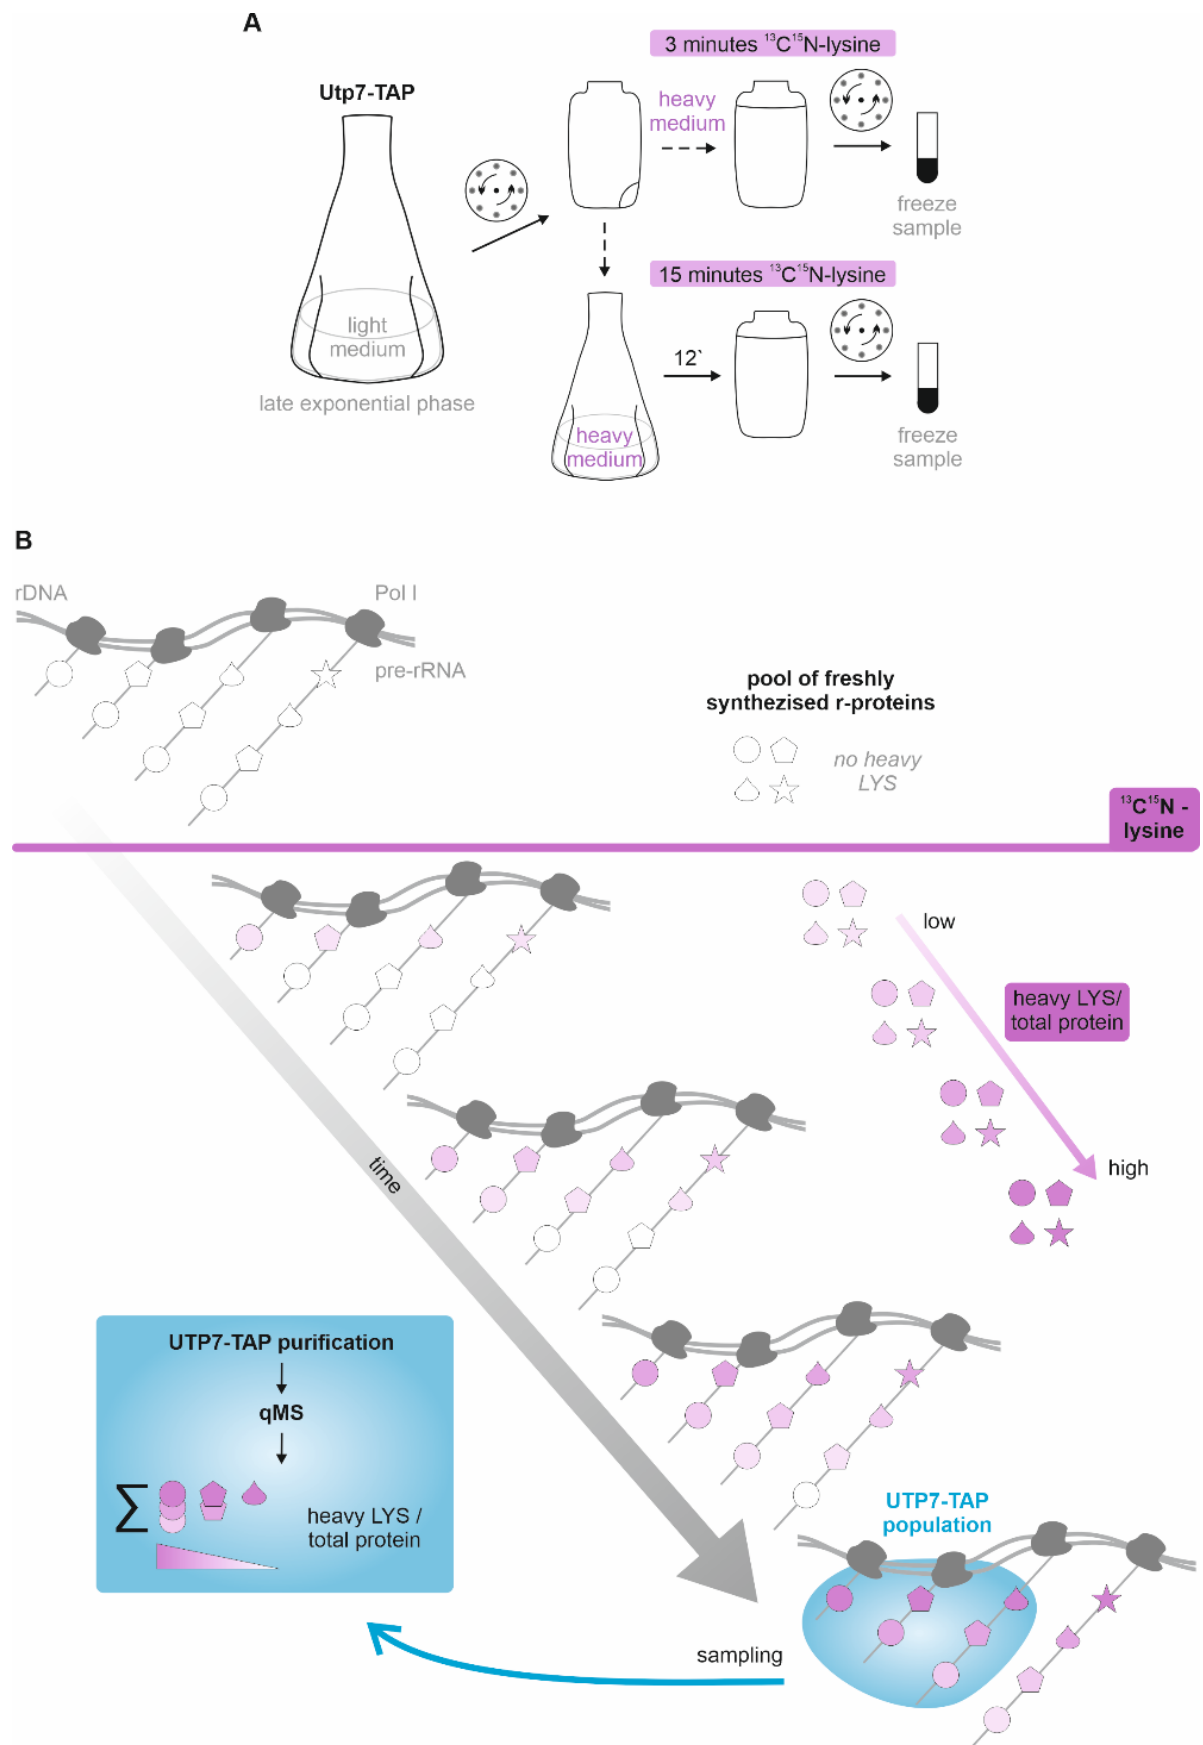 A
3 minutes ¹³C¹⁵N-lysine
Utp7-TAP
heavy
medium
freeze
sample
15 minutes ¹³C¹⁵N-lysine
light
medium
12`
late exponential phase
heavy
medium
freeze
sample
B
rDNA
Pol I
pre-rRNA
pool of freshly
synthezised r-proteins
no heavy
LYS
¹³C¹⁵N -
lysine
low
heavy LYS/
total protein
high
time
UTP7-TAP purification
qMS
∑
heavy LYS /
total protein
UTP7-TAP
population
sampling